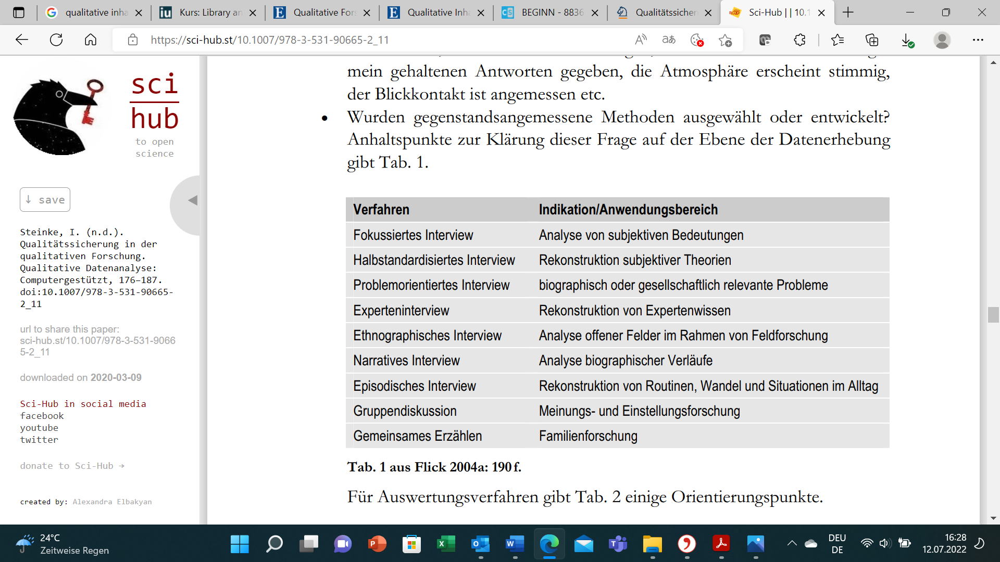 qualitative inha
Kurs: Library an
Qualitative For
Qualitative Inh
BEGINN - 8836
Qualitätssicher
Sci-Hub | | 10.1
https://sci-hub.st/10.1007/978-3-531-90665-2_11
sci
hub
to open
science
↓ save
Steinke, I. (n.d.).
Qualitätssicherung in der
qualitativen Forschung.
Qualitative Datenanalyse:
Computergestützt, 176–187.
doi:10.1007/978-3-531-90665-
2_11
url to share this paper:
sci-hub.st/10.1007/978-3-531-9066
5-2_11
downloaded on 2020-03-09
Sci-Hub in social media
facebook
youtube
twitter
donate to Sci-Hub →
created by: Alexandra Elbakyan
mein gehaltenen Antworten gegeben, die Atmosphäre erscheint stimmig,
der Blickkontakt ist angemessen etc.
• Wurden gegenstandsangemessene Methoden ausgewählt oder entwickelt?
Anhaltspunkte zur Klärung dieser Frage auf der Ebene der Datenerhebung
gibt Tab. 1.
Verfahren Indikation/Anwendungsbereich
Fokussiertes Interview Analyse von subjektiven Bedeutungen
Halbstandardisiertes Interview Rekonstruktion subjektiver Theorien
Problemorientiertes Interview biographisch oder gesellschaftlich relevante Probleme
Experteninterview Rekonstruktion von Expertenwissen
Ethnographisches Interview Analyse offener Felder im Rahmen von Feldforschung
Narratives Interview Analyse biographischer Verläufe
Episodisches Interview Rekonstruktion von Routinen, Wandel und Situationen im Alltag
Gruppendiskussion Meinungs- und Einstellungsforschung
Gemeinsames Erzählen Familienforschung
Tab. 1 aus Flick 2004a: 190 f.
Für Auswertungsverfahren gibt Tab. 2 einige Orientierungspunkte.
24°C
Zeitweise Regen
DEU
DE
16:28
12.07.2022